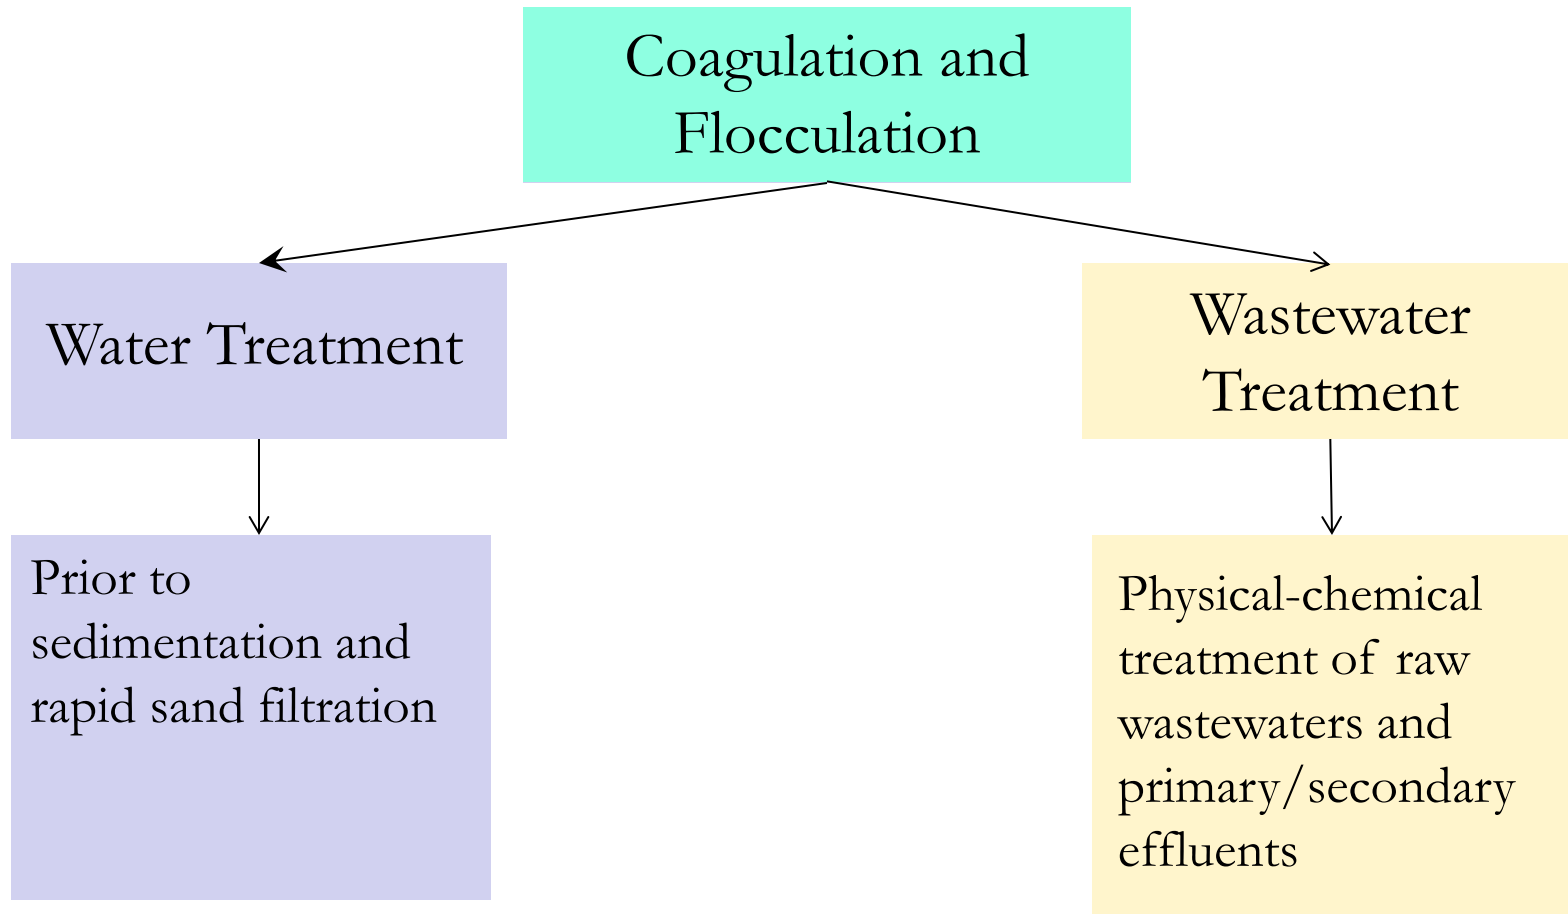 Coagulation and
Flocculation
Water Treatment
Wastewater
Treatment
Prior to
sedimentation and
rapid sand filtration
Physical-chemical
treatment of raw
wastewaters and
primary/secondary
effluents